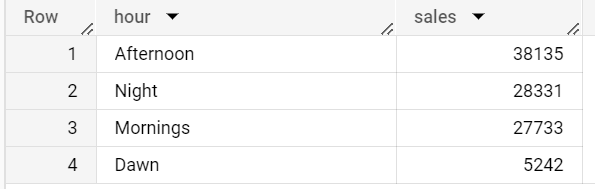 Row hour sales
1 Afternoon 38135
2 Night 28331
3 Mornings 27733
4 Dawn 5242